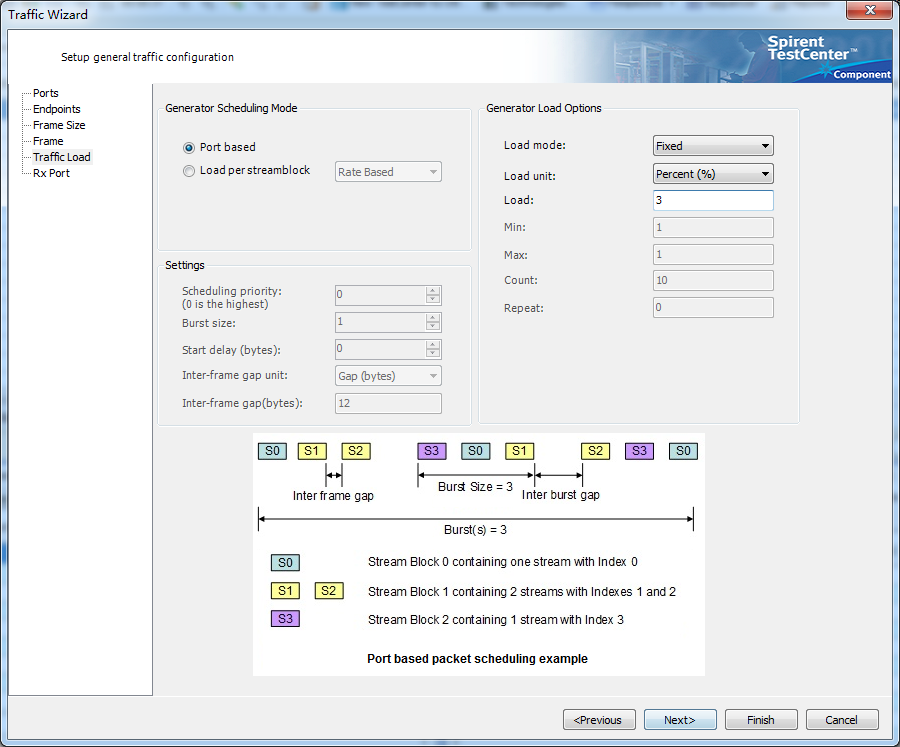 Traffic Wizard
Setup general traffic configuration
Spirent
TestCenter™
Component
Ports
Endpoints
Frame Size
Frame
Traffic Load
Rx Port
Generator Scheduling Mode
Port based
Load per streamblock
Rate Based
Generator Load Options
Load mode:
Fixed
Load unit:
Percent (%)
Load:
3
Min:
1
Max:
1
Count:
10
Repeat:
0
Settings
Scheduling priority:
(0 is the highest)
0
Burst size:
1
Start delay (bytes):
0
Inter-frame gap unit:
Gap (bytes)
Inter-frame gap(bytes):
12
S0 S1 S2 S3 S0 S1 S2 S3 S0
Inter frame gap
Burst Size = 3
Inter burst gap
Burst(s) = 3
S0 Stream Block 0 containing one stream with Index 0
S1 S2 Stream Block 1 containing 2 streams with Indexes 1 and 2
S3 Stream Block 2 containing 1 stream with Index 3
Port based packet scheduling example
<Previous
Next>
Finish
Cancel